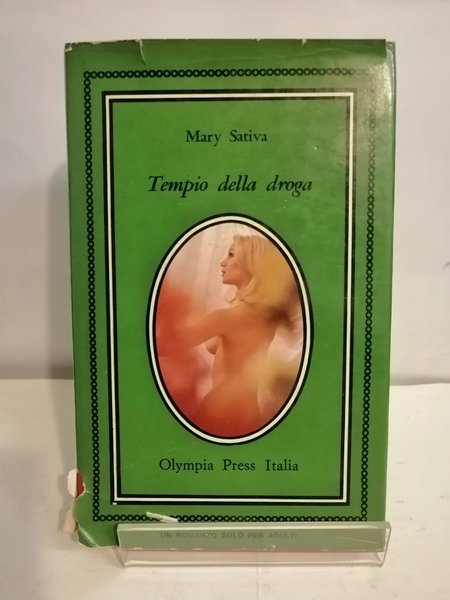 Mary Sativa
Tempio della droga
Olympia Press Italia
UN ROMANZO SOLO PER ADULTI